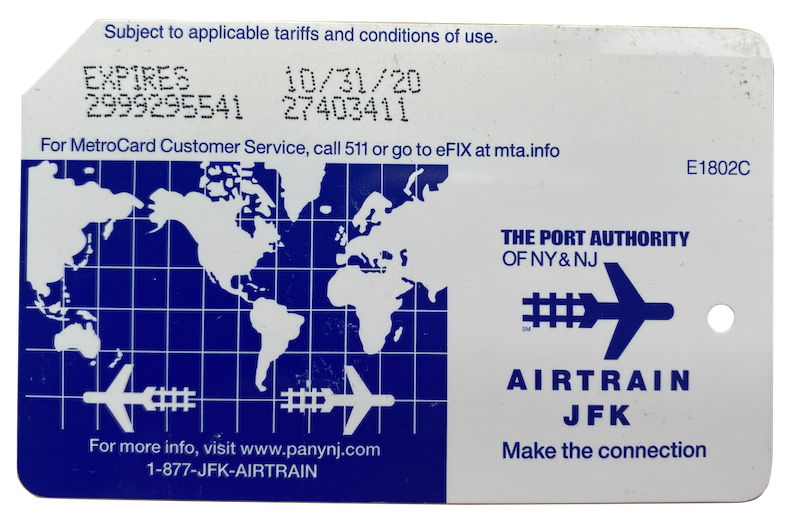 Subject to applicable tariffs and conditions of use.
EXPIRES 10/31/20
2999295541 27403411
For MetroCard Customer Service, call 511 or go to eFIX at mta.info
E1802C
THE PORT AUTHORITY
OF NY & NJ
SM
AIRTRAIN
JFK
Make the connection
For more info, visit www.panynj.com
1-877-JFK-AIRTRAIN